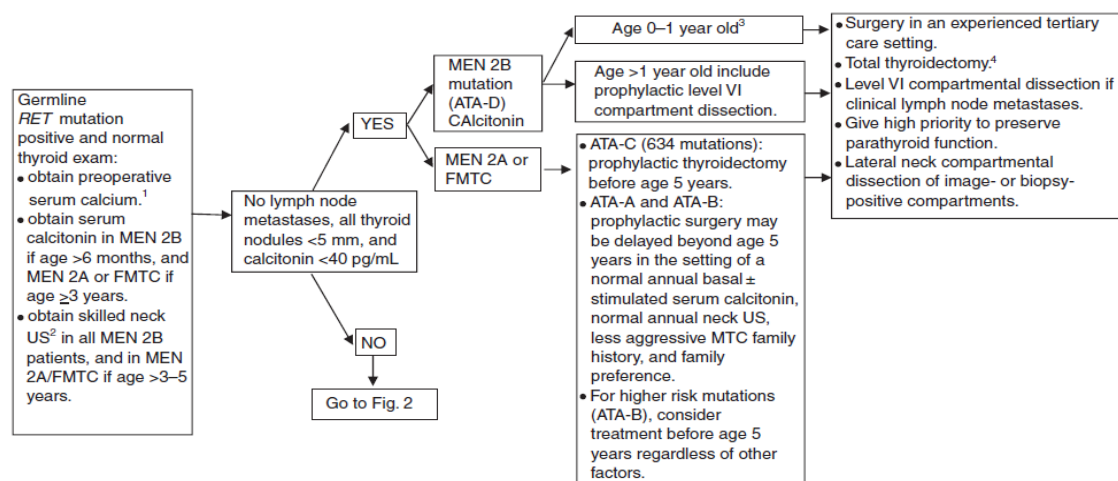 Germline
RET mutation
positive and normal
thyroid exam:
• obtain preoperative
serum calcium.1
• obtain serum
calcitonin in MEN 2B
if age >6 months, and
MEN 2A or FMTC if
age ≥3 years.
• obtain skilled neck
US2 in all MEN 2B
patients, and in MEN
2A/FMTC if age >3–5
years.
No lymph node
metastases, all thyroid
nodules <5 mm, and
calcitonin <40 pg/mL
YES
NO
Go to Fig. 2
MEN 2B
mutation
(ATA-D)
CAlcitonin
MEN 2A or
FMTC
Age 0–1 year old3
Age >1 year old include
prophylactic level VI
compartment dissection.
• ATA-C (634 mutations):
prophylactic thyroidectomy
before age 5 years.
• ATA-A and ATA-B:
prophylactic surgery may
be delayed beyond age 5
years in the setting of a
normal annual basal ±
stimulated serum calcitonin,
normal annual neck US,
less aggressive MTC family
history, and family
preference.
• For higher risk mutations
(ATA-B), consider
treatment before age 5
years regardless of other
factors.
• Surgery in an experienced tertiary
care setting.
• Total thyroidectomy.4
• Level VI compartmental dissection if
clinical lymph node metastases.
• Give high priority to preserve
parathyroid function.
• Lateral neck compartmental
dissection of image- or biopsy-
positive compartments.